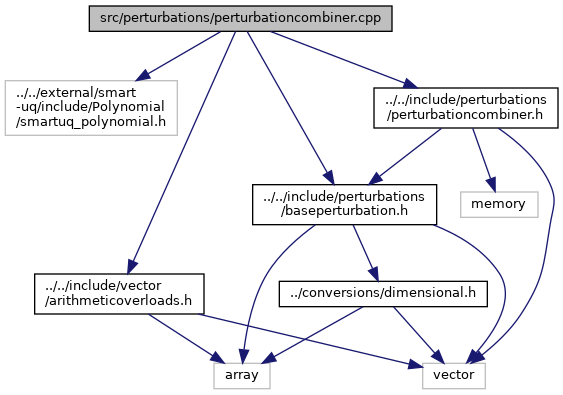 src/perturbations/perturbationcombiner.cpp
../../external/smart
-uq/include/Polynomial
/smartuq_polynomial.h
../../include/perturbations
/perturbationcombiner.h
../../include/perturbations
/baseperturbation.h
memory
../../include/vector
/arithmeticoverloads.h
../conversions/dimensional.h
array
vector